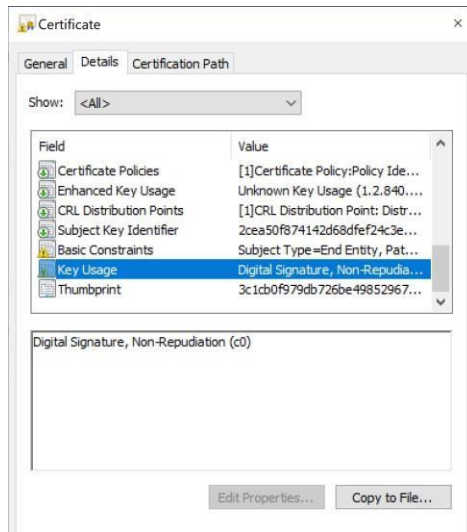 Certificate
General Details Certification Path
Show: <All>
Field Value
Certificate Policies [1]Certificate Policy:Policy Ide...
Enhanced Key Usage Unknown Key Usage (1.2.840....
CRL Distribution Points [1]CRL Distribution Point: Distr...
Subject Key Identifier 2cea50f874142d68dfef24c3e...
Basic Constraints Subject Type=End Entity, Pat...
Key Usage Digital Signature, Non-Repudia...
Thumbprint 3c1cb0f979db726be49852967...
Digital Signature, Non-Repudiation (c0)
Edit Properties... Copy to File...